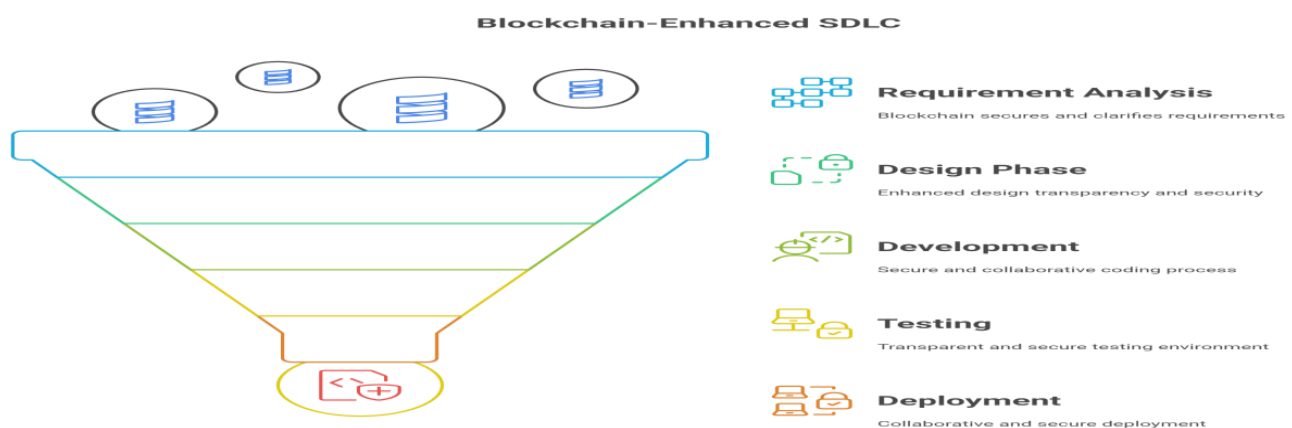 Blockchain-Enhanced SDLC
Requirement Analysis
Blockchain secures and clarifies requirements
Design Phase
Enhanced design transparency and security
Development
Secure and collaborative coding process
Testing
Transparent and secure testing environment
Deployment
Collaborative and secure deployment